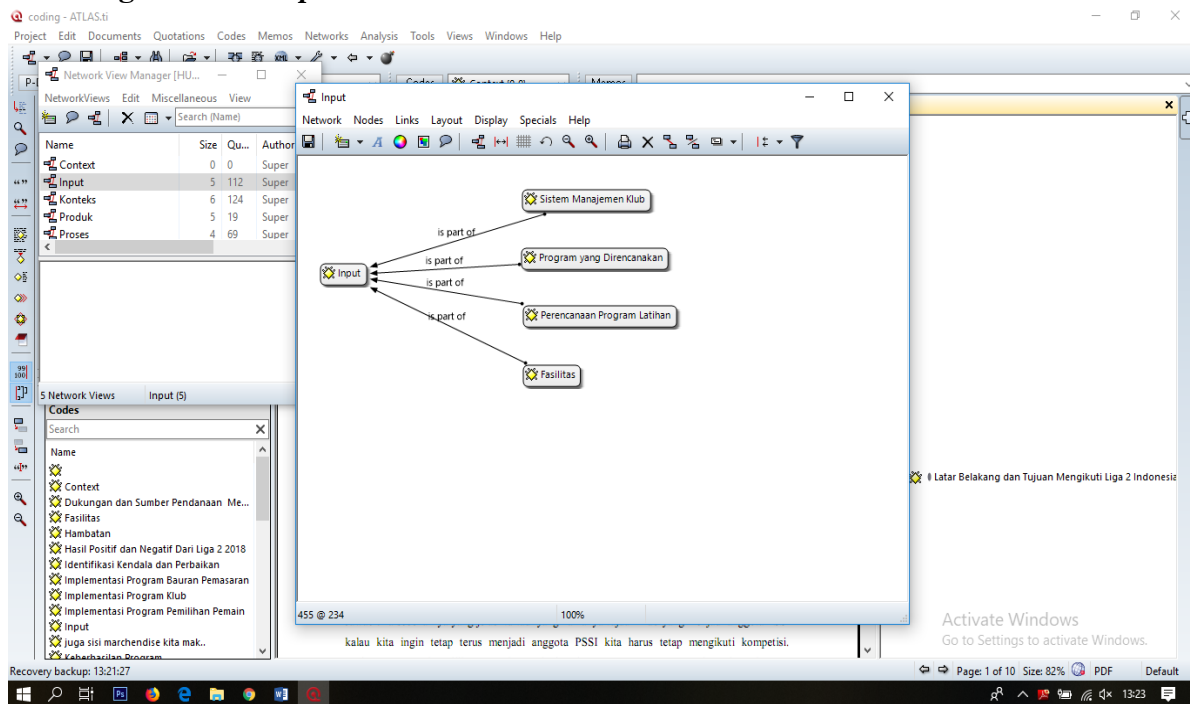 coding - ATLAS.ti
Project Edit Documents Quotations Codes Memos Networks Analysis Tools Views Windows Help
Network View Manager [HU...
NetworkViews Edit Miscellaneous View
Search (Name)
Name Size Qu... Author
Context 0 0 Super
Input 5 112 Super
Konteks 6 124 Super
Produk 5 19 Super
Proses 4 69 Super
5 Network Views Input (5)
Input
Network Nodes Links Layout Display Specials Help
Sistem Manajemen Klub
is part of
Program yang Direncanakan
is part of
Input
is part of
Perencanaan Program Latihan
is part of
Fasilitas
455 @ 234 100%
Codes
Search
Name
Context
Dukungan dan Sumber Pendanaan Me...
Fasilitas
Hambatan
Hasil Positif dan Negatif Dari Liga 2 2018
Identifikasi Kendala dan Perbaikan
Implementasi Program Bauran Pemasaran
Implementasi Program Klub
Implementasi Program Pemilihan Pemain
Input
juga sisi marchendise kita mak..
Keberhasilan Program
Latar Belakang dan Tujuan Mengikuti Liga 2 Indonesia
kalau kita ingin tetap terus menjadi anggota PSSI kita harus tetap mengikuti kompetisi.
Activate Windows
Go to Settings to activate Windows.
Recovery backup: 13:21:27
Page: 1 of 10 Size: 82% PDF Default
13:23